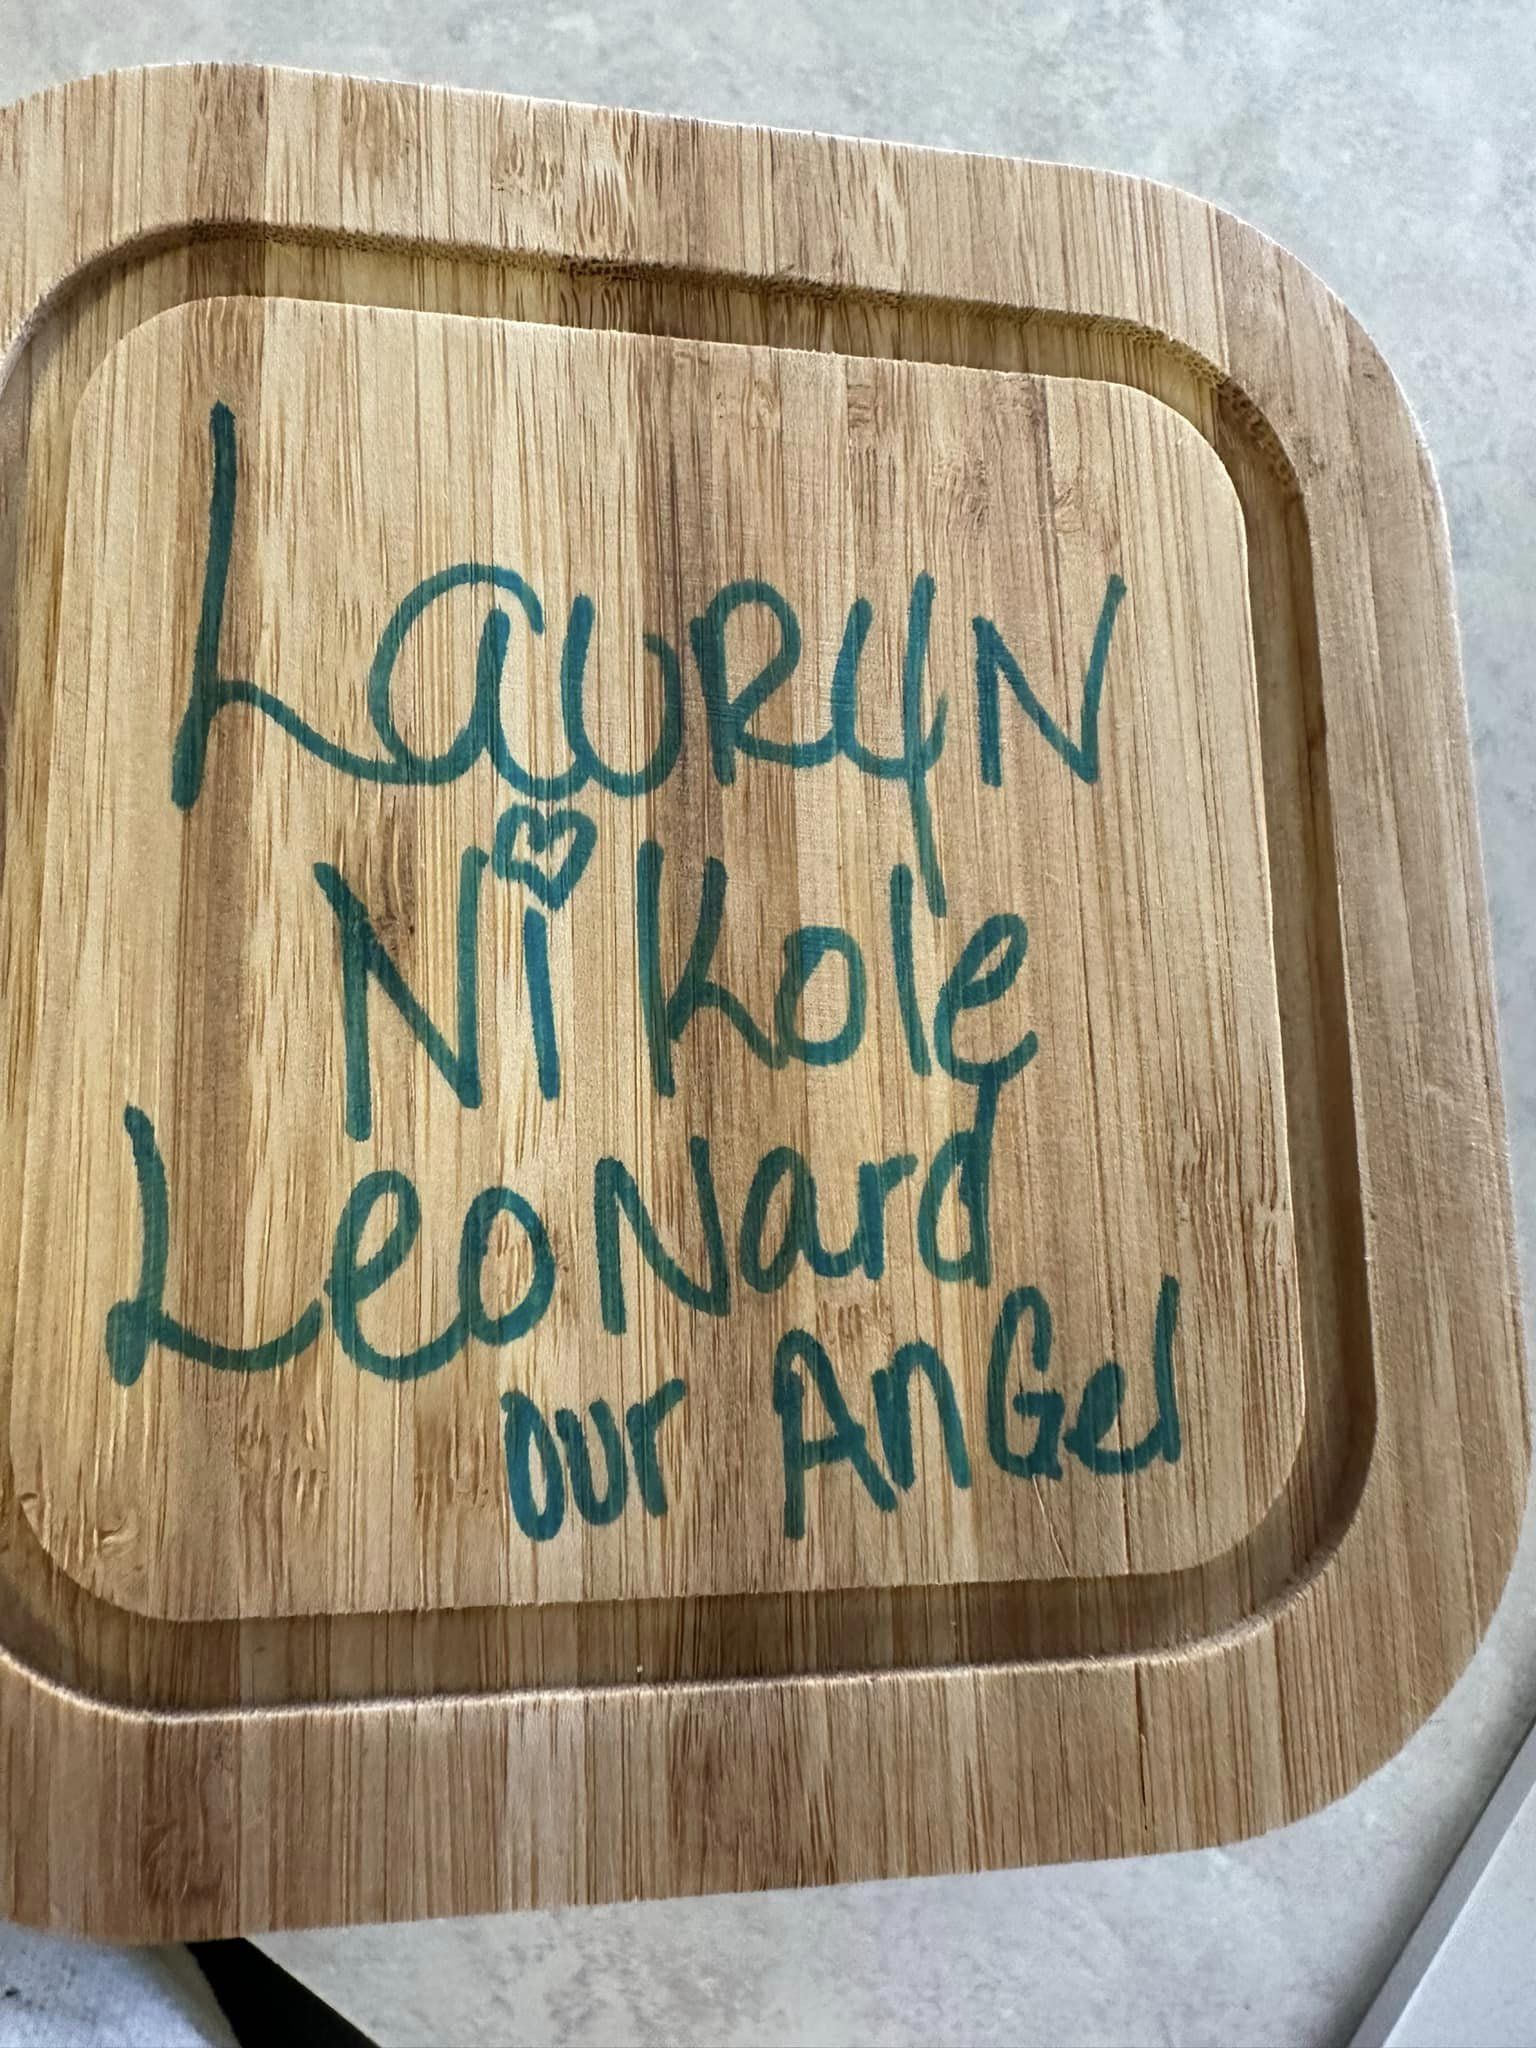 Lauryn
Nikole
Leonard
our Angel